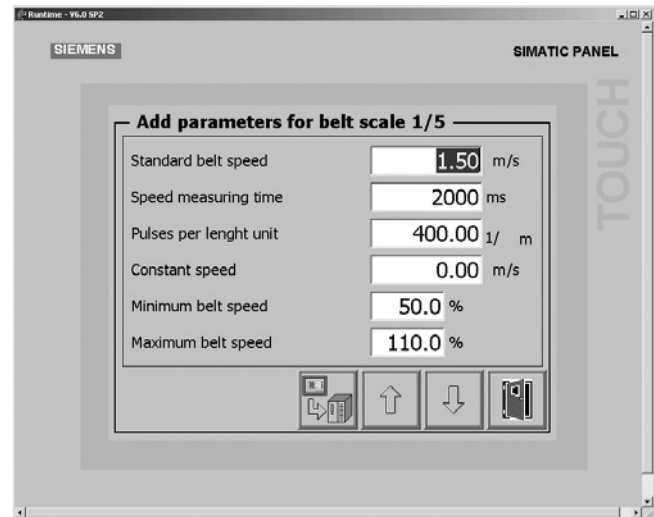 Runtime - V6.0 SP2
SIEMENS
SIMATIC PANEL
TOUCH
Add parameters for belt scale 1/5
Standard belt speed 1.50 m/s
Speed measuring time 2000 ms
Pulses per lenght unit 400.00 1/ m
Constant speed 0.00 m/s
Minimum belt speed 50.0 %
Maximum belt speed 110.0 %